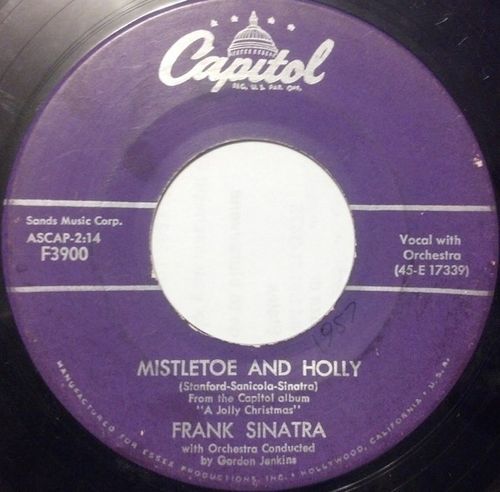 Capitol
REG. U.S. PAT. OFF.
Sands Music Corp.
ASCAP-2:14
F3900
Vocal with
Orchestra
(45-E 17339)
1957
MISTLETOE AND HOLLY
(Stanford-Sanicola-Sinatra)
From the Capitol album
"A Jolly Christmas"
FRANK SINATRA
with Orchestra Conducted
by Gordon Jenkins
MANUFACTURED FOR ESSEX PRODUCTIONS INC. • HOLLYWOOD, CALIFORNIA • U.S.A.